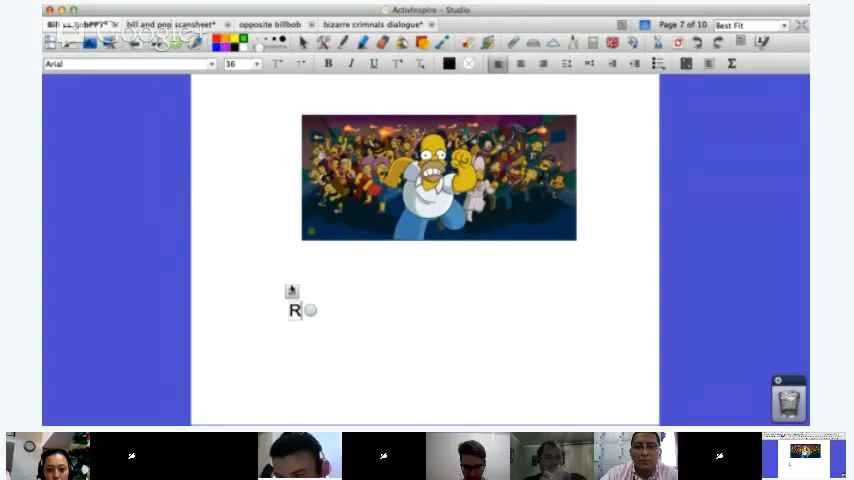 ActivInspire - Studio
bill and pop scansheet* opposite billbob bizarre crimnals dialogue*
Google+
Page 7 of 10 Best Fit
Arial 36 B I U Σ
R